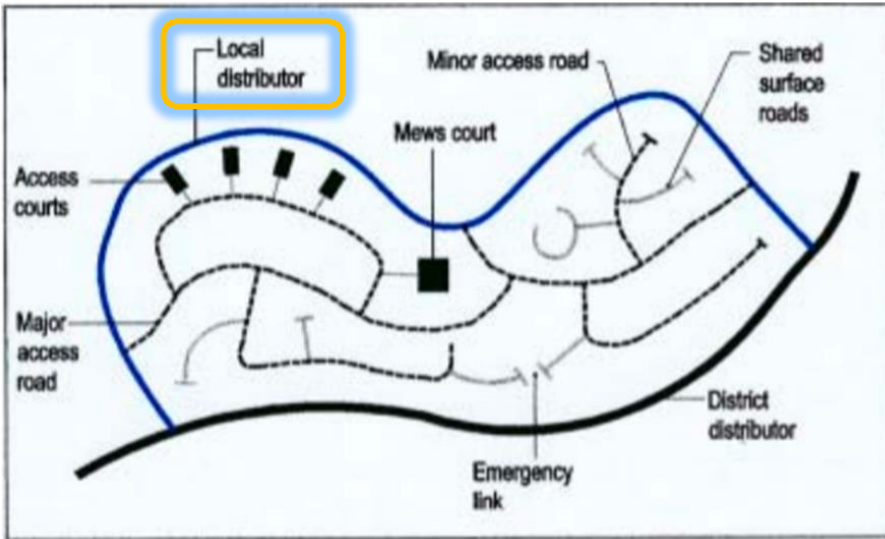 Local
distributor
Minor access road
Shared
surface
roads
Mews court
Access
courts
Major
access
road
District
distributor
Emergency
link